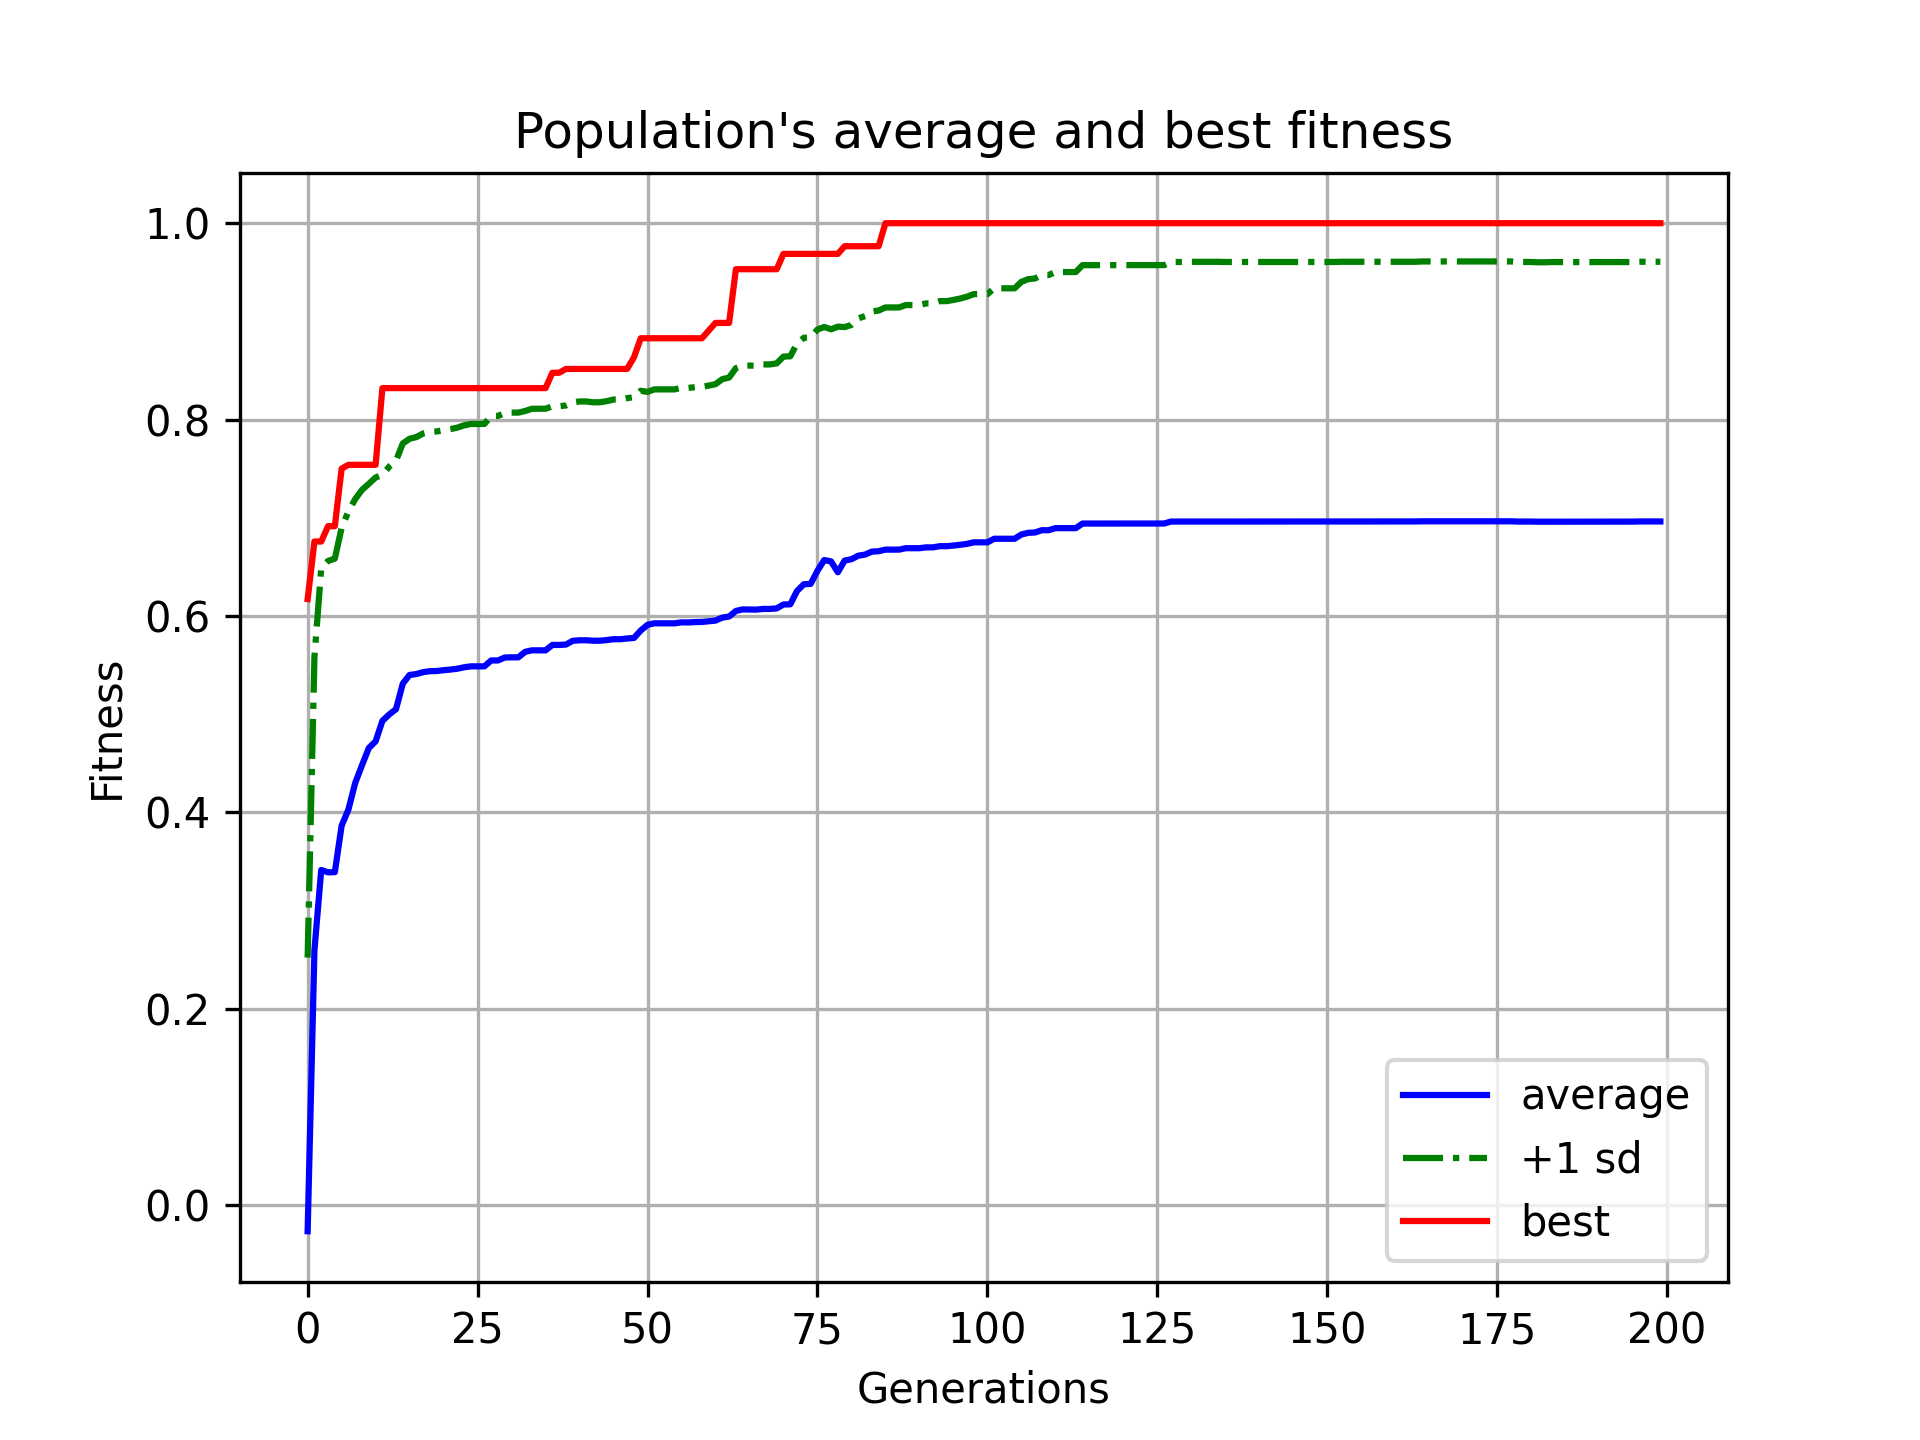 Population's average and best fitness
1.0
0.8
0.6
0.4
0.2
0.0
Fitness
average
+1 sd
best
0 25 50 75 100 125 150 175 200
Generations